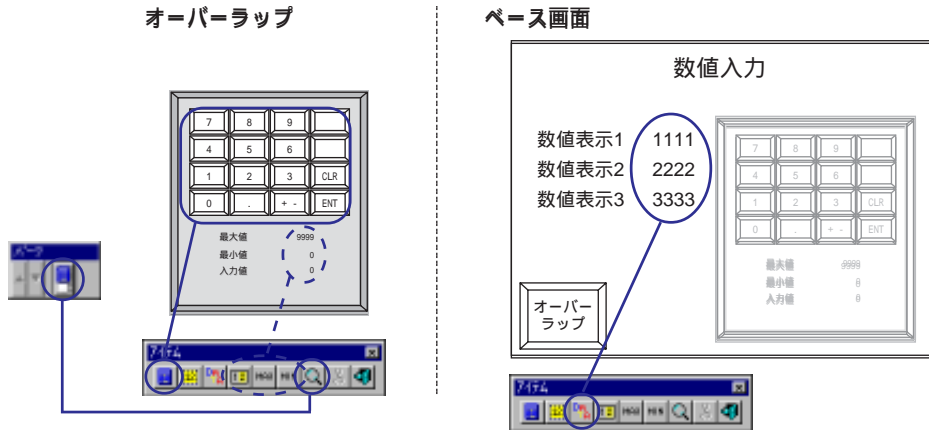 オーバーラップ
7 8 9
4 5 6
1 2 3 CLR
0 . + - ENT
最大値 9999
最小値 0
入力値 0
パーツ
アイテム
MAX MIN
ベース画面
数値入力
数値表示1 1111
数値表示2 2222
数値表示3 3333
7 8 9
4 5 6
1 2 3 CLR
0 . + - ENT
最大値 9999
最小値 0
入力値 0
オーバー
ラップ
アイテム
MAX MIN